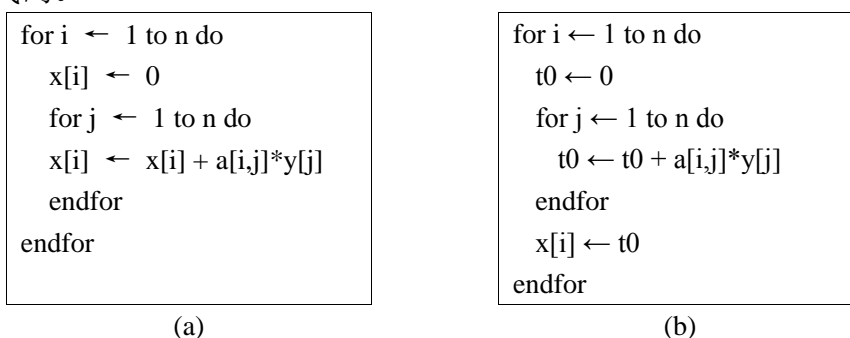 for i ← 1 to n do
x[i] ← 0
for j ← 1 to n do
x[i] ← x[i] + a[i,j]*y[j]
endfor
endfor
(a)
for i ← 1 to n do
t0 ← 0
for j ← 1 to n do
t0 ← t0 + a[i,j]*y[j]
endfor
x[i] ← t0
endfor
(b)